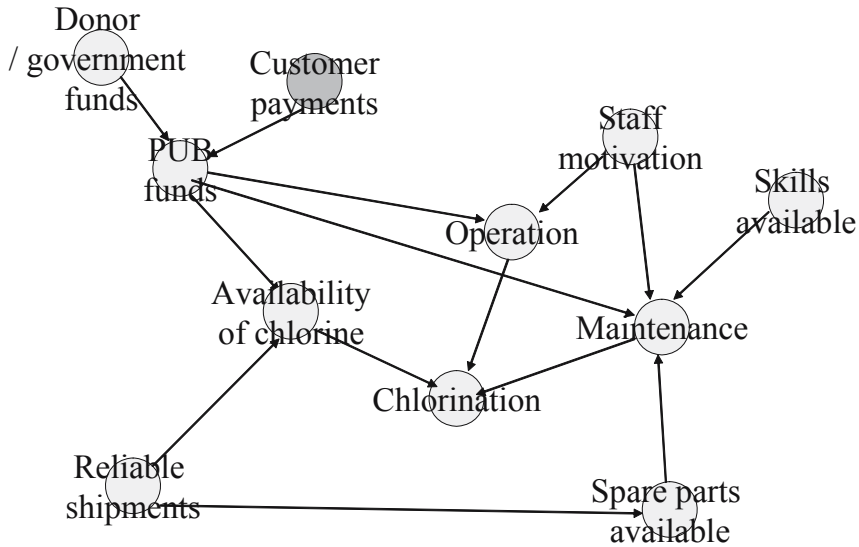 Donor
/ government
funds
Customer
payments
PUB
funds
Staff
motivation
Skills
available
Operation
Availability
of chlorine
Maintenance
Chlorination
Reliable
shipments
Spare parts
available